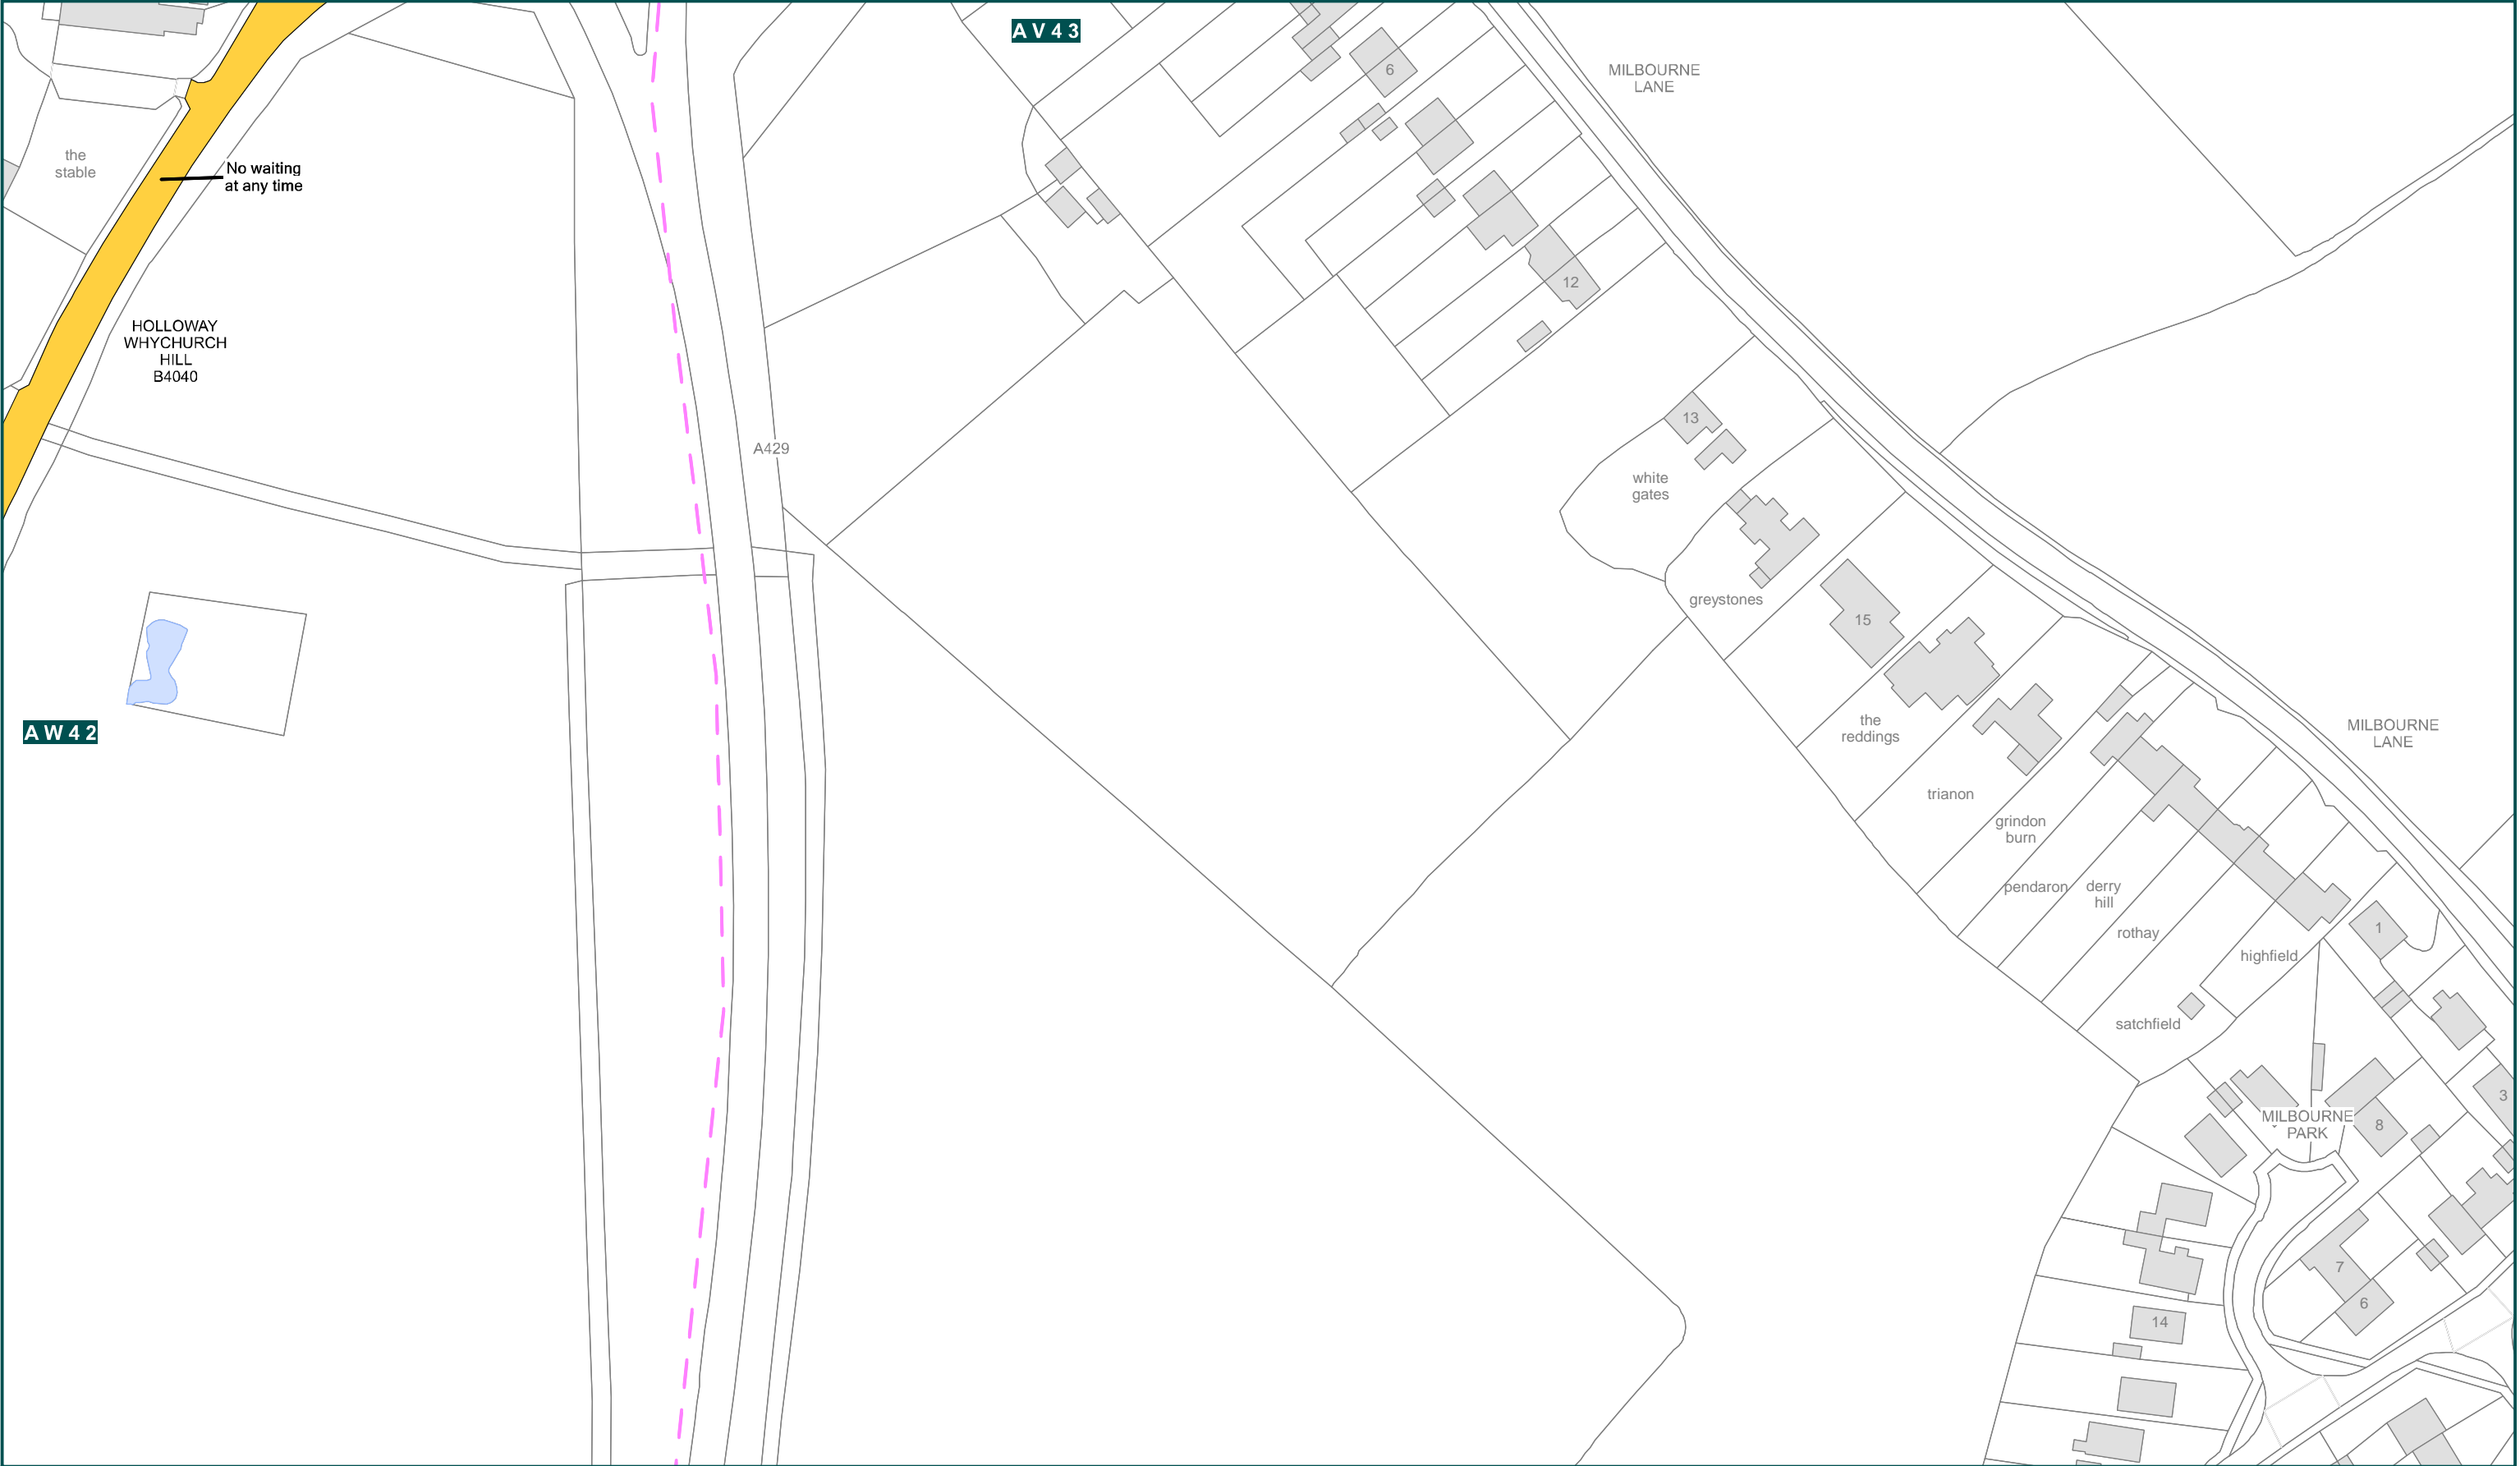 A V 4 3
6
MILBOURNE
LANE
the
stable
No waiting
at any time
12
HOLLOWAY
WHYCHURCH
HILL
B4040
13
A429
white
gates
greystones
15
the
reddings
A W 4 2
MILBOURNE
LANE
trianon
grindon
burn
pendaron
derry
hill
rothay
1
highfield
satchfield
3
MILBOURNE
PARK
8
7
6
14